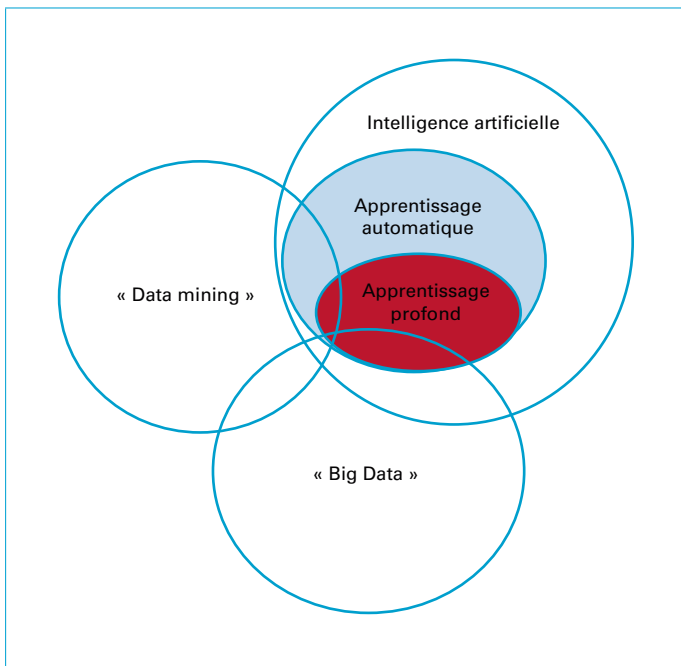 Intelligence artificielle
Apprentissage
automatique
« Data mining »
Apprentissage
profond
« Big Data »